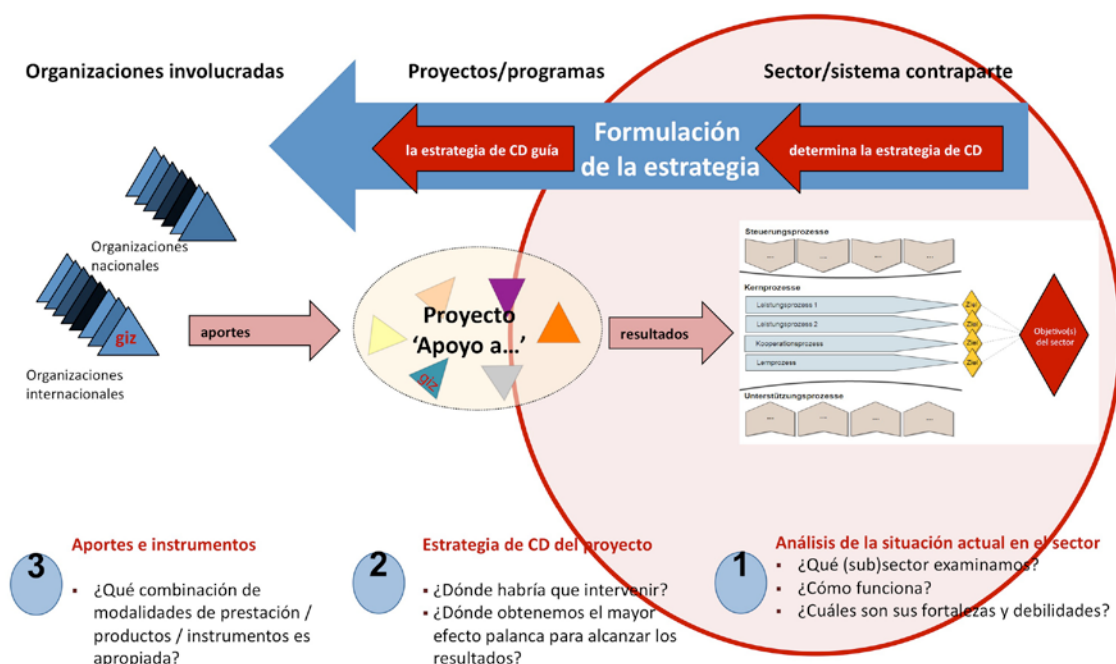 Organizaciones involucradas
Proyectos/programas
Sector/sistema contraparte
Formulación
de la estrategia
la estrategia de CD guía
determina la estrategia de CD
Organizaciones
nacionales
giz
Organizaciones
internacionales
aportes
Proyecto
‘Apoyo a…’
giz
resultados
Steuerungsprozesse
Kernprozesse
Leistungsprozess 1
Ziel
Leistungsprozess 2
Ziel
Kooperationsprozess
Ziel
Lernprozess
Ziel
Objetivo(s)
del sector
Unterstützungsprozesse
3
Aportes e instrumentos
▪ ¿Qué combinación de
modalidades de prestación /
productos / instrumentos es
apropiada?
2
Estrategia de CD del proyecto
▪ ¿Dónde habría que intervenir?
▪ ¿Dónde obtenemos el mayor
efecto palanca para alcanzar los
resultados?
1
Análisis de la situación actual en el sector
▪ ¿Qué (sub)sector examinamos?
▪ ¿Cómo funciona?
▪ ¿Cuáles son sus fortalezas y debilidades?